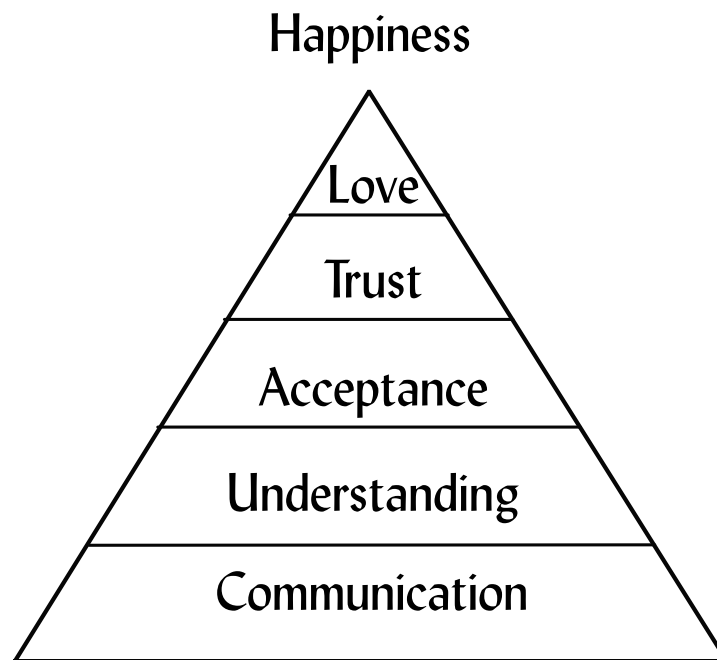 Happiness
Love
Trust
Acceptance
Understanding
Communication